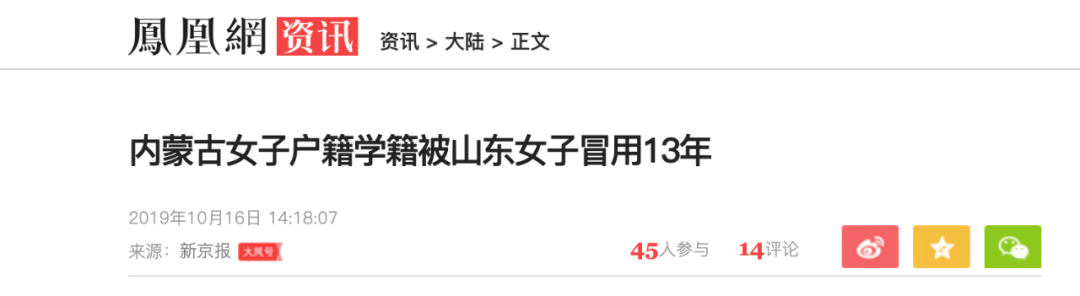 鳳凰網 资讯 资讯 > 大陆 > 正文
内蒙古女子户籍学籍被山东女子冒用13年
2019年10月16日 14:18:07
来源：新京报 大风号 45人参与 14评论